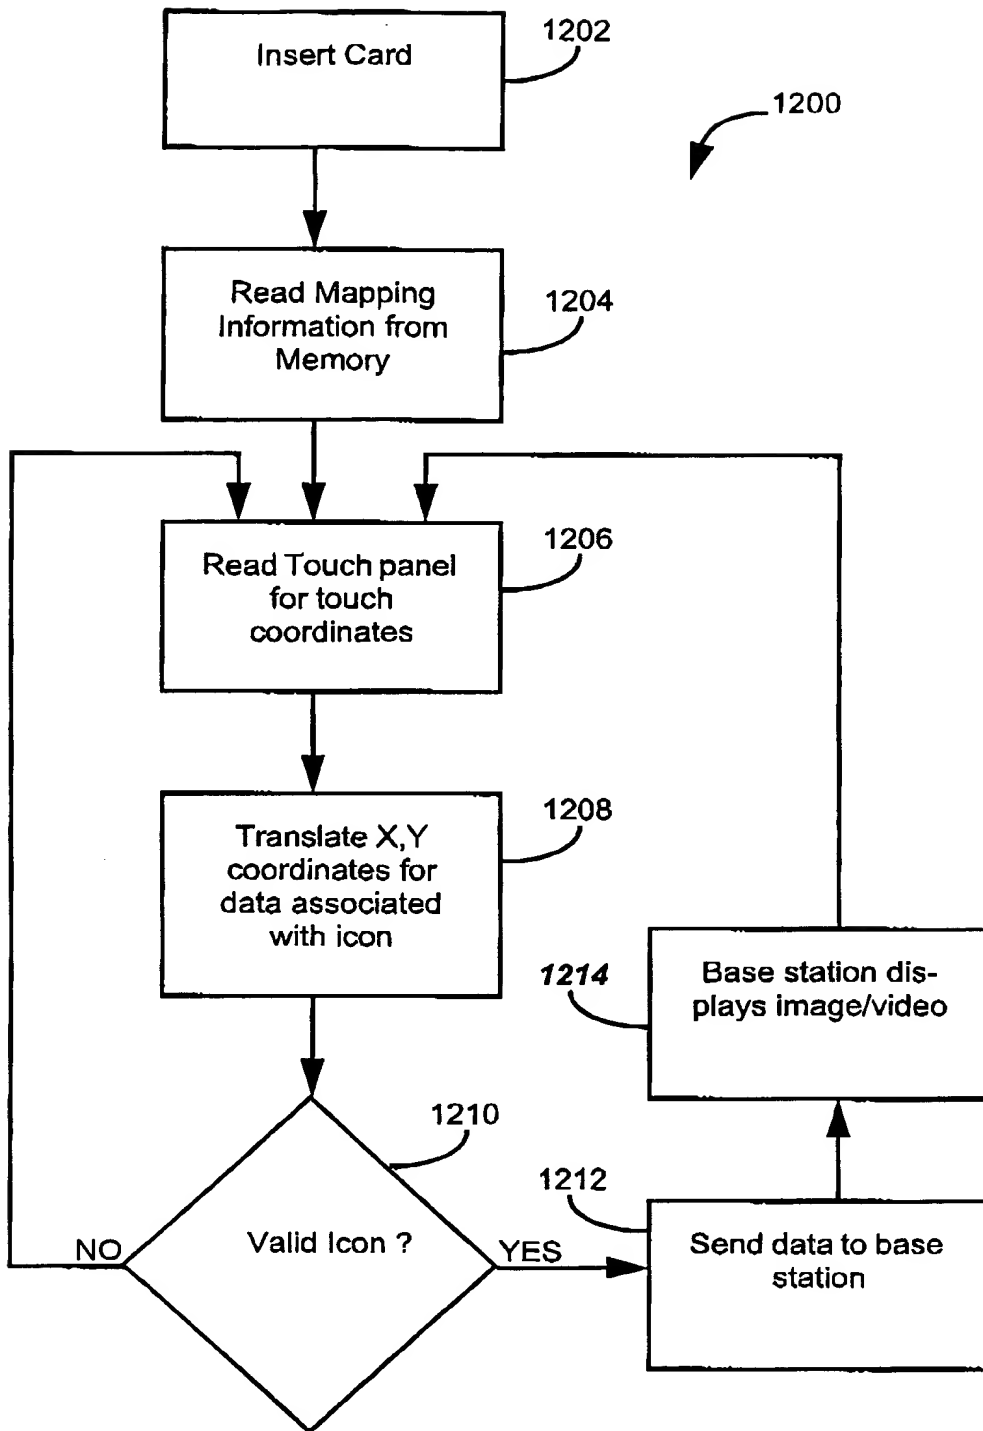 Insert Card
1202
1200
Read Mapping
Information from
Memory
1204
Read Touch panel
for touch
coordinates
1206
Translate X,Y
coordinates for
data associated
with icon
1208
Base station dis-
plays image/video
1214
Valid Icon ?
1210
NO
YES
Send data to base
station
1212